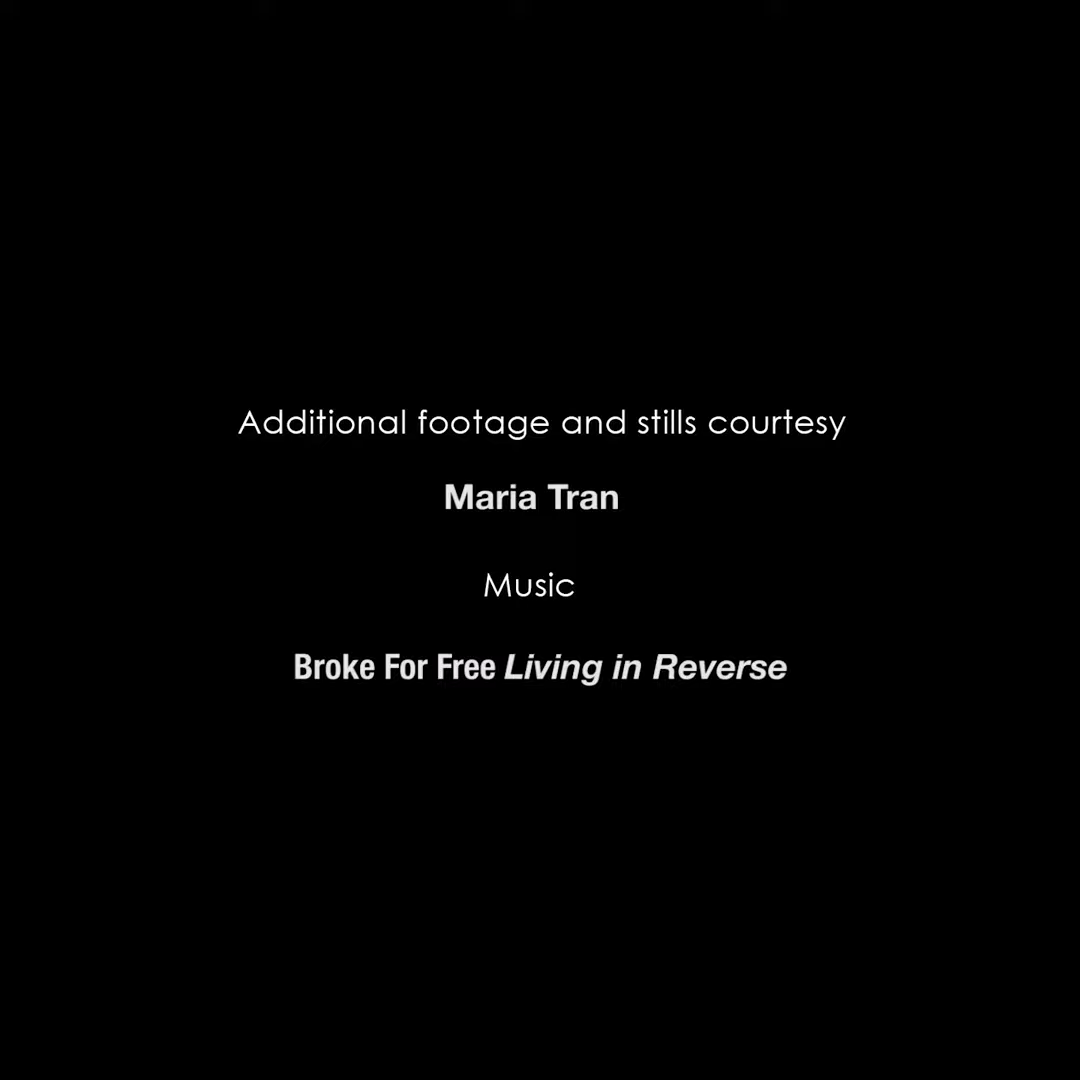 Additional footage and stills courtesy
Maria Tran
Music
Broke For Free Living in Reverse